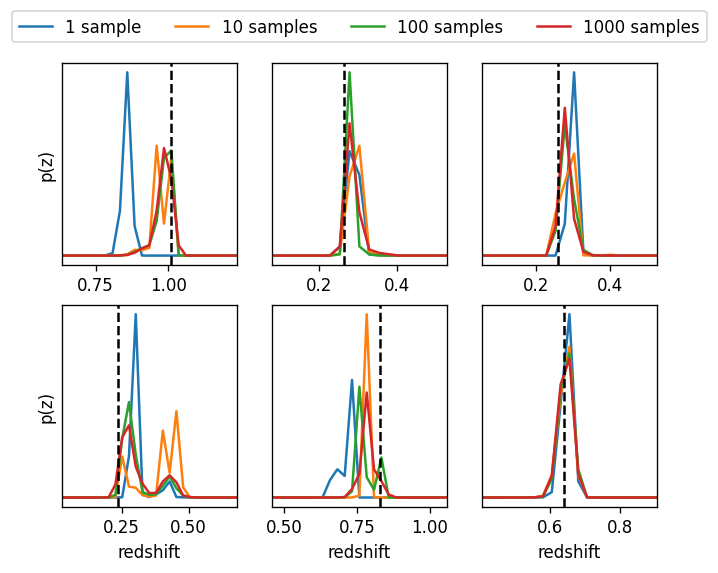 1 sample 10 samples 100 samples 1000 samples
p(z)
0.75 1.00 0.2 0.4 0.2 0.4
p(z)
0.25 0.50 0.50 0.75 1.00 0.6 0.8
redshift redshift redshift